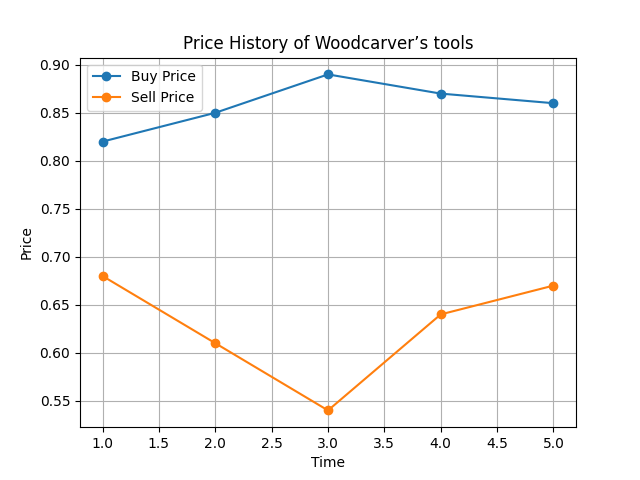 Price History of Woodcarver’s tools
Buy Price
Sell Price
Price
0.90
0.85
0.80
0.75
0.70
0.65
0.60
0.55
1.0 1.5 2.0 2.5 3.0 3.5 4.0 4.5 5.0
Time